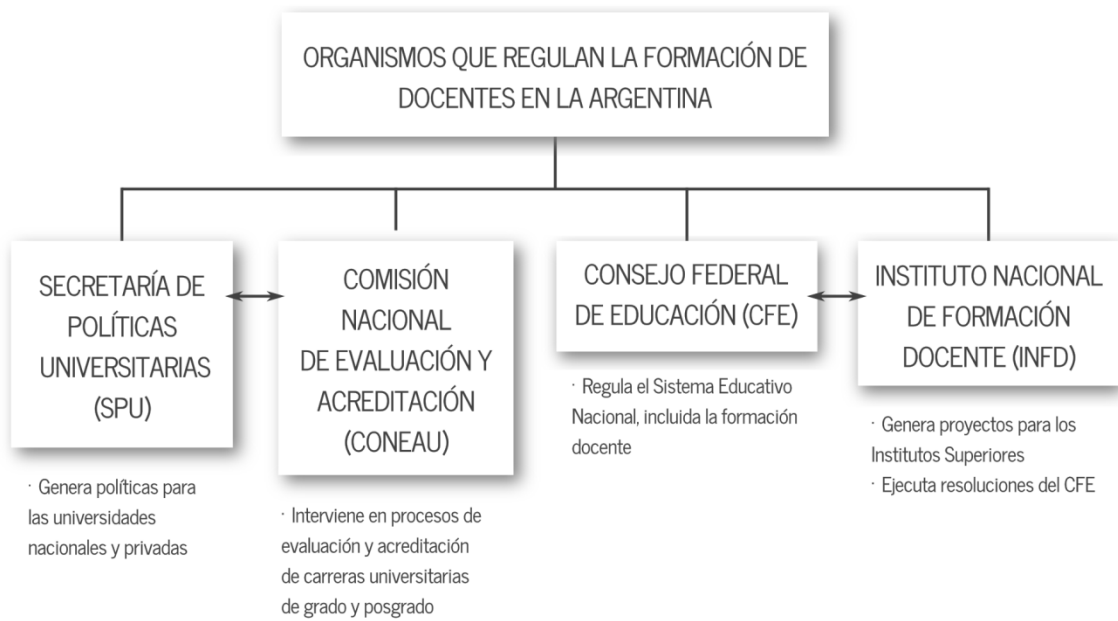 ORGANISMOS QUE REGULAN LA FORMACIÓN DE
DOCENTES EN LA ARGENTINA
SECRETARÍA DE
POLÍTICAS
UNIVERSITARIAS
(SPU)
· Genera políticas para
las universidades
nacionales y privadas
COMISIÓN
NACIONAL
DE EVALUACIÓN Y
ACREDITACIÓN
(CONEAU)
· Interviene en procesos de
evaluación y acreditación
de carreras universitarias
de grado y posgrado
CONSEJO FEDERAL
DE EDUCACIÓN (CFE)
· Regula el Sistema Educativo
Nacional, incluida la formación
docente
INSTITUTO NACIONAL
DE FORMACIÓN
DOCENTE (INFD)
· Genera proyectos para los
Institutos Superiores
· Ejecuta resoluciones del CFE